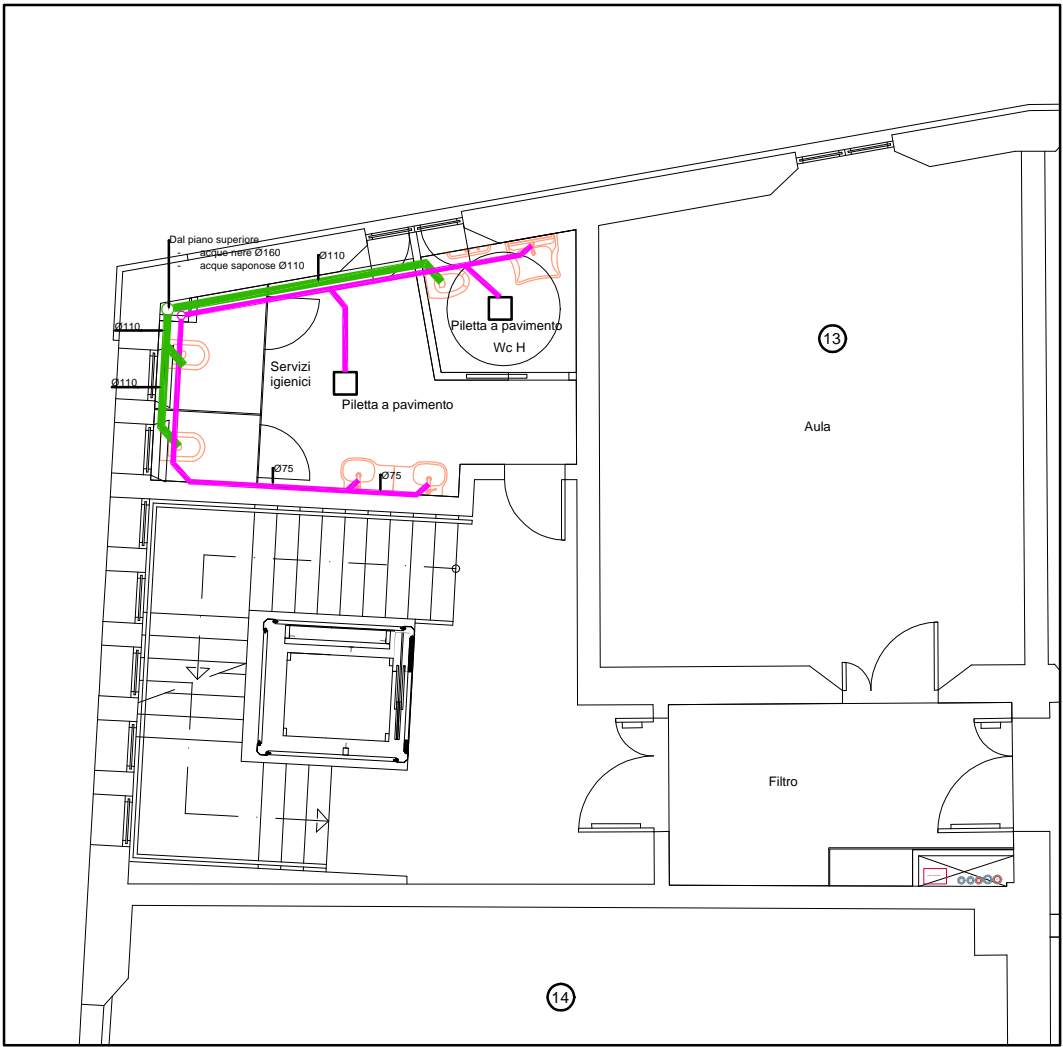 Dal piano superiore
- acque nere Ø160
- acque saponose Ø110
Ø110
Ø110
Piletta a pavimento
Wc H
13
Servizi
igienici
Ø110
Piletta a pavimento
Aula
Ø75
Ø75
Filtro
14